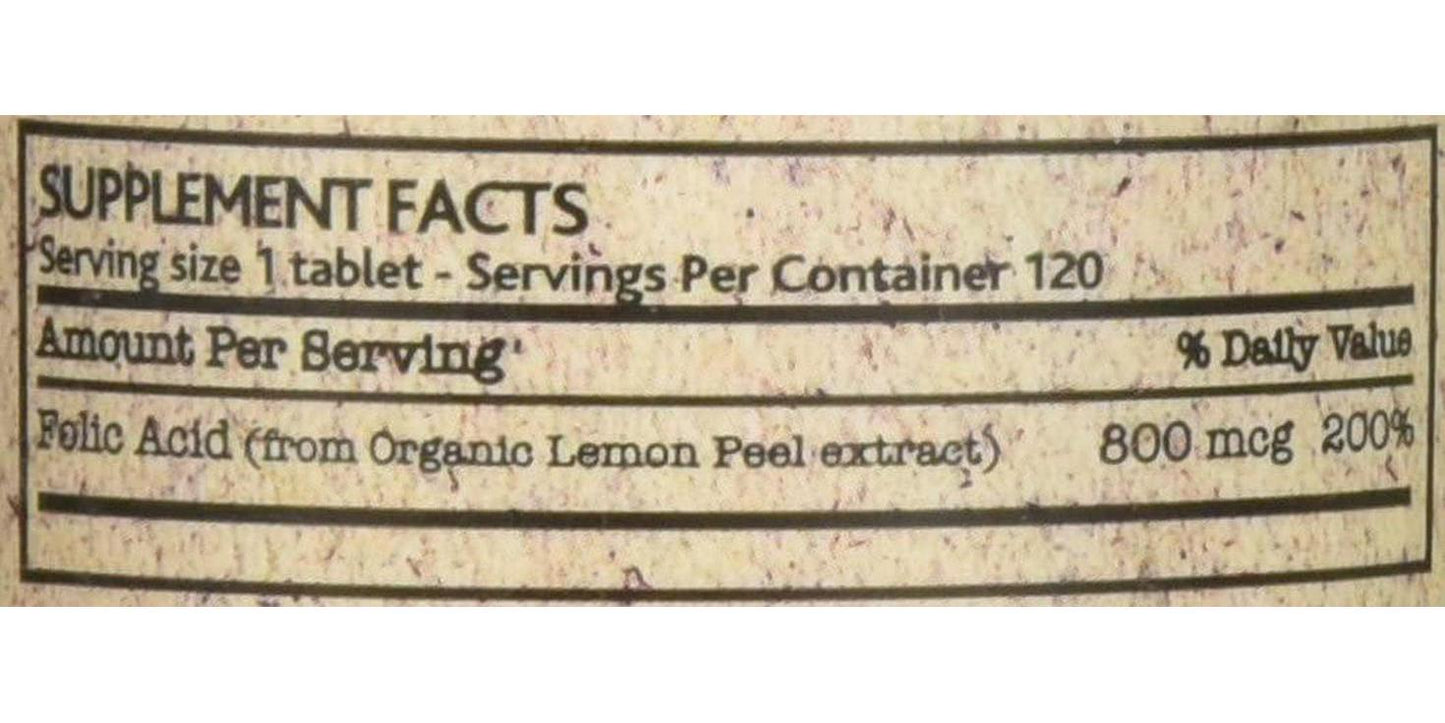 SUPPLEMENT FACTS
Serving size 1 tablet - Servings Per Container 120
Amount Per Serving % Daily Value
Folic Acid (from Organic Lemon Peel extract) 800 mcg 200%